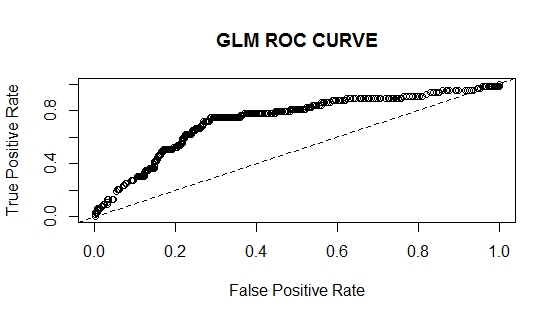 GLM ROC CURVE
True Positive Rate
0.0 0.4 0.8
0.0 0.2 0.4 0.6 0.8 1.0
False Positive Rate